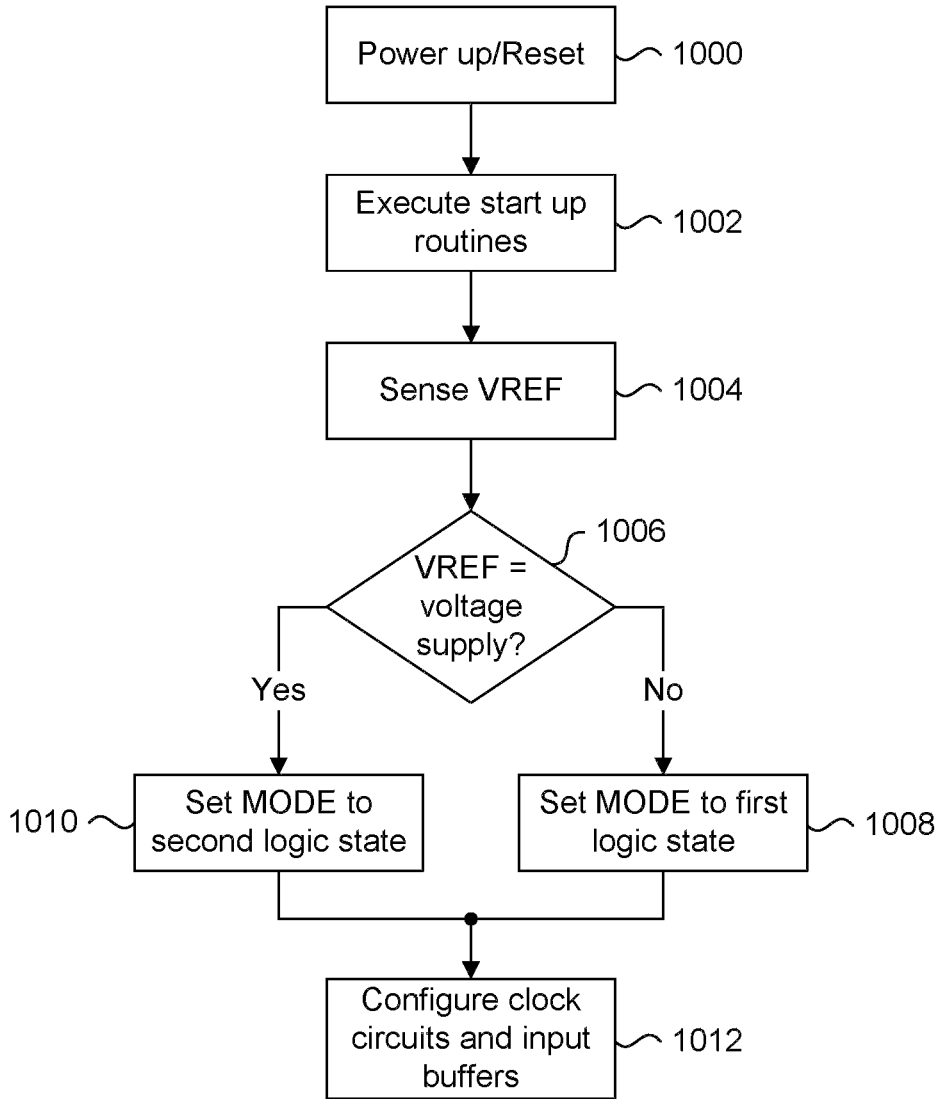 Power up/Reset
1000
Execute start up
routines
1002
Sense VREF
1004
1006
VREF =
voltage
supply?
Yes
No
1010
Set MODE to
second logic state
Set MODE to first
logic state
1008
Configure clock
circuits and input
buffers
1012